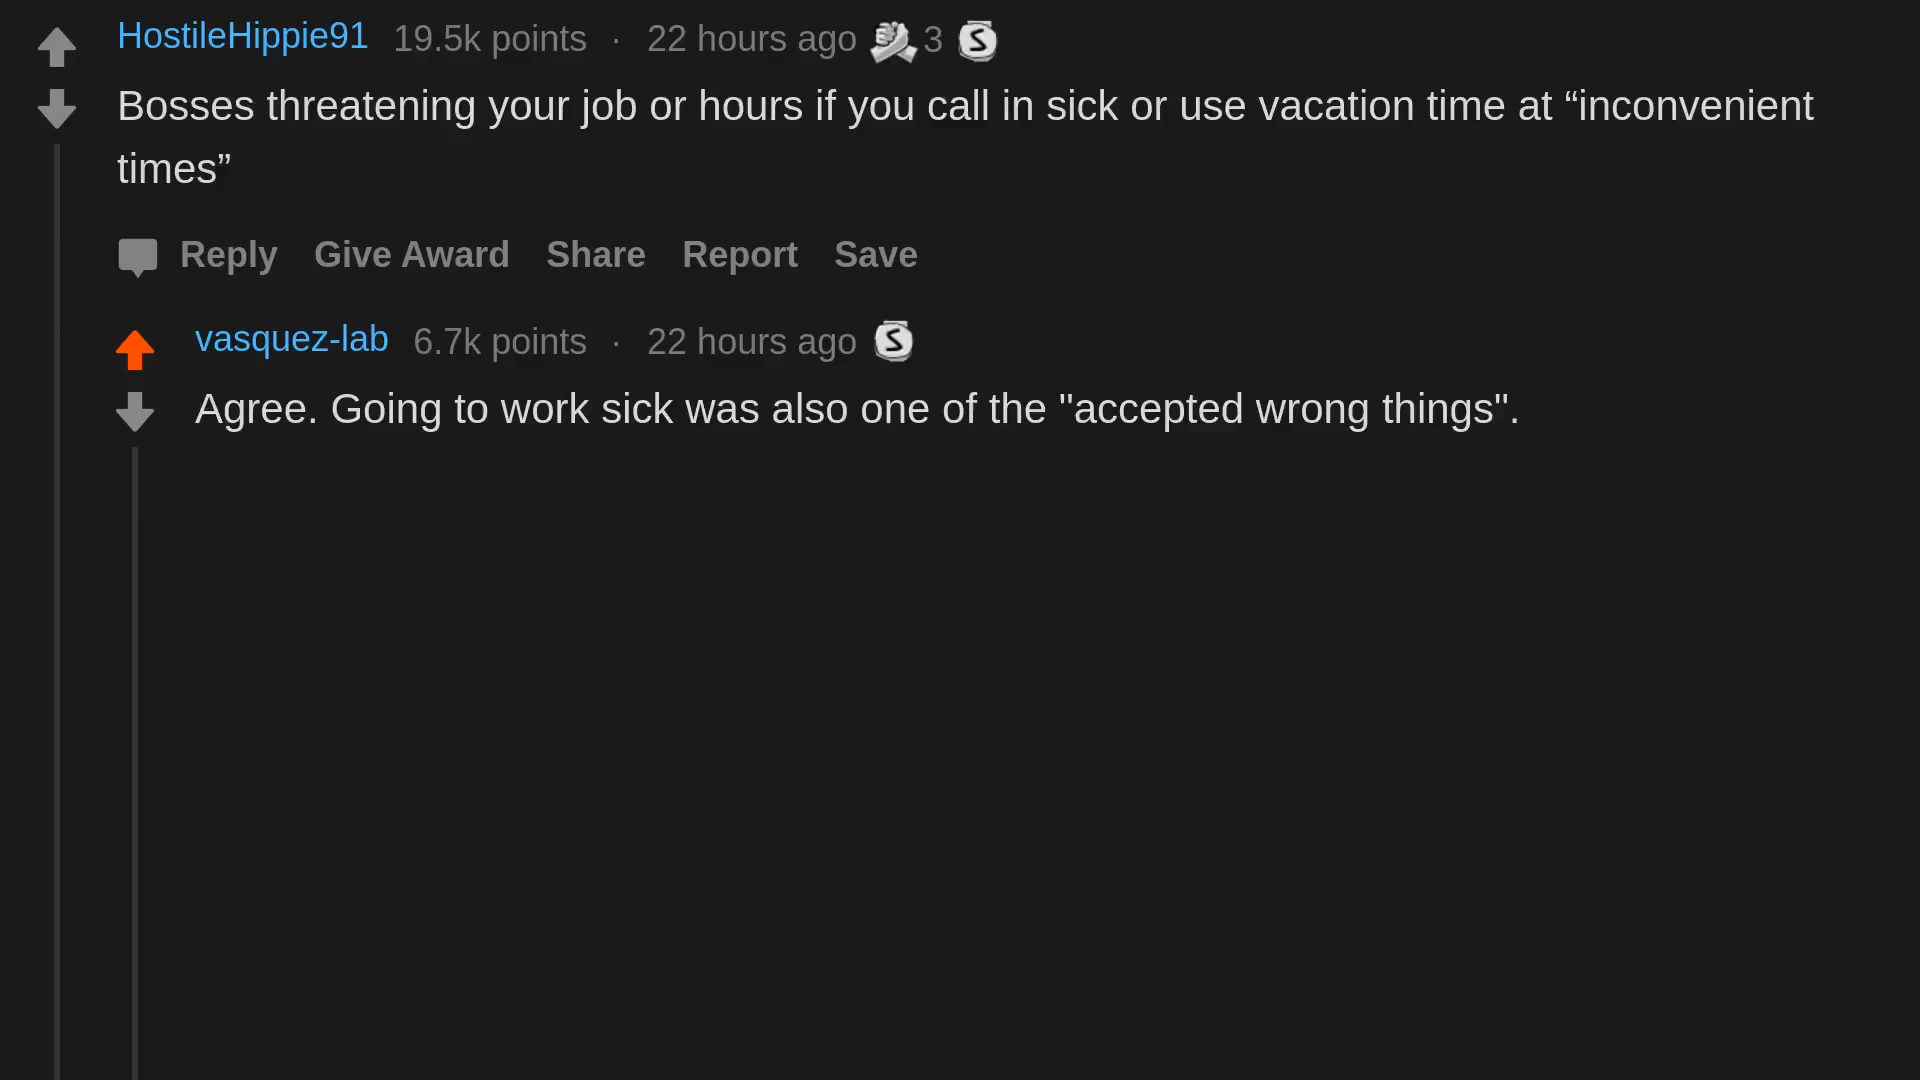 HostileHippie91 19.5k points · 22 hours ago 3 S
Bosses threatening your job or hours if you call in sick or use vacation time at “inconvenient
times”
Reply Give Award Share Report Save
vasquez-lab 6.7k points · 22 hours ago S
Agree. Going to work sick was also one of the "accepted wrong things".